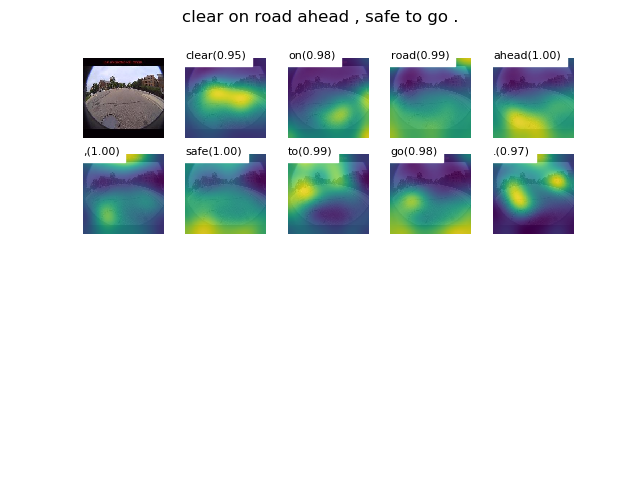 clear on road ahead , safe to go .
clear(0.95) on(0.98) road(0.99) ahead(1.00)
,(1.00) safe(1.00) to(0.99) go(0.98) .(0.97)